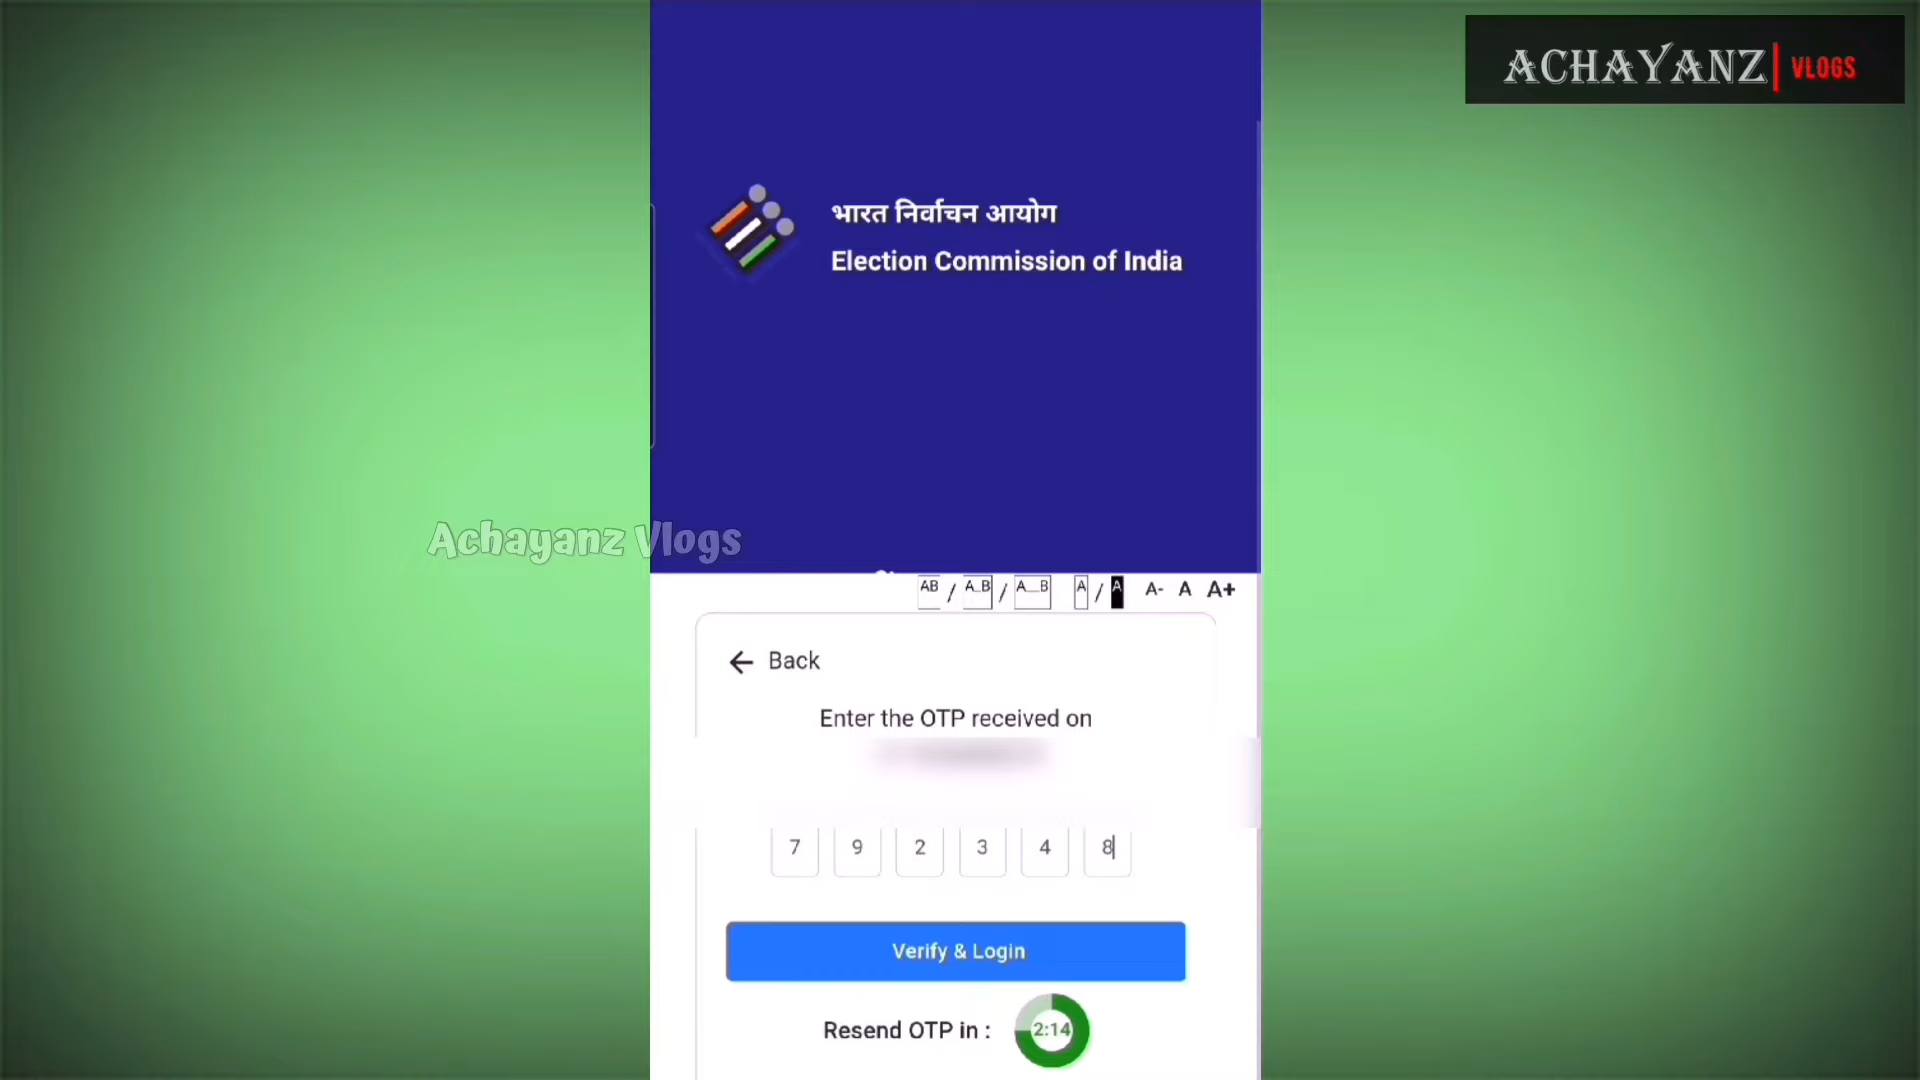 ACHAYANZ VLOGS
भारत निर्वाचन आयोग
Election Commission of India
Achayanz Vlogs
AB / A_B / A__B A / A A- A A+
Back
Enter the OTP received on
7 9 2 3 4 8
Verify & Login
Resend OTP in : 2:14